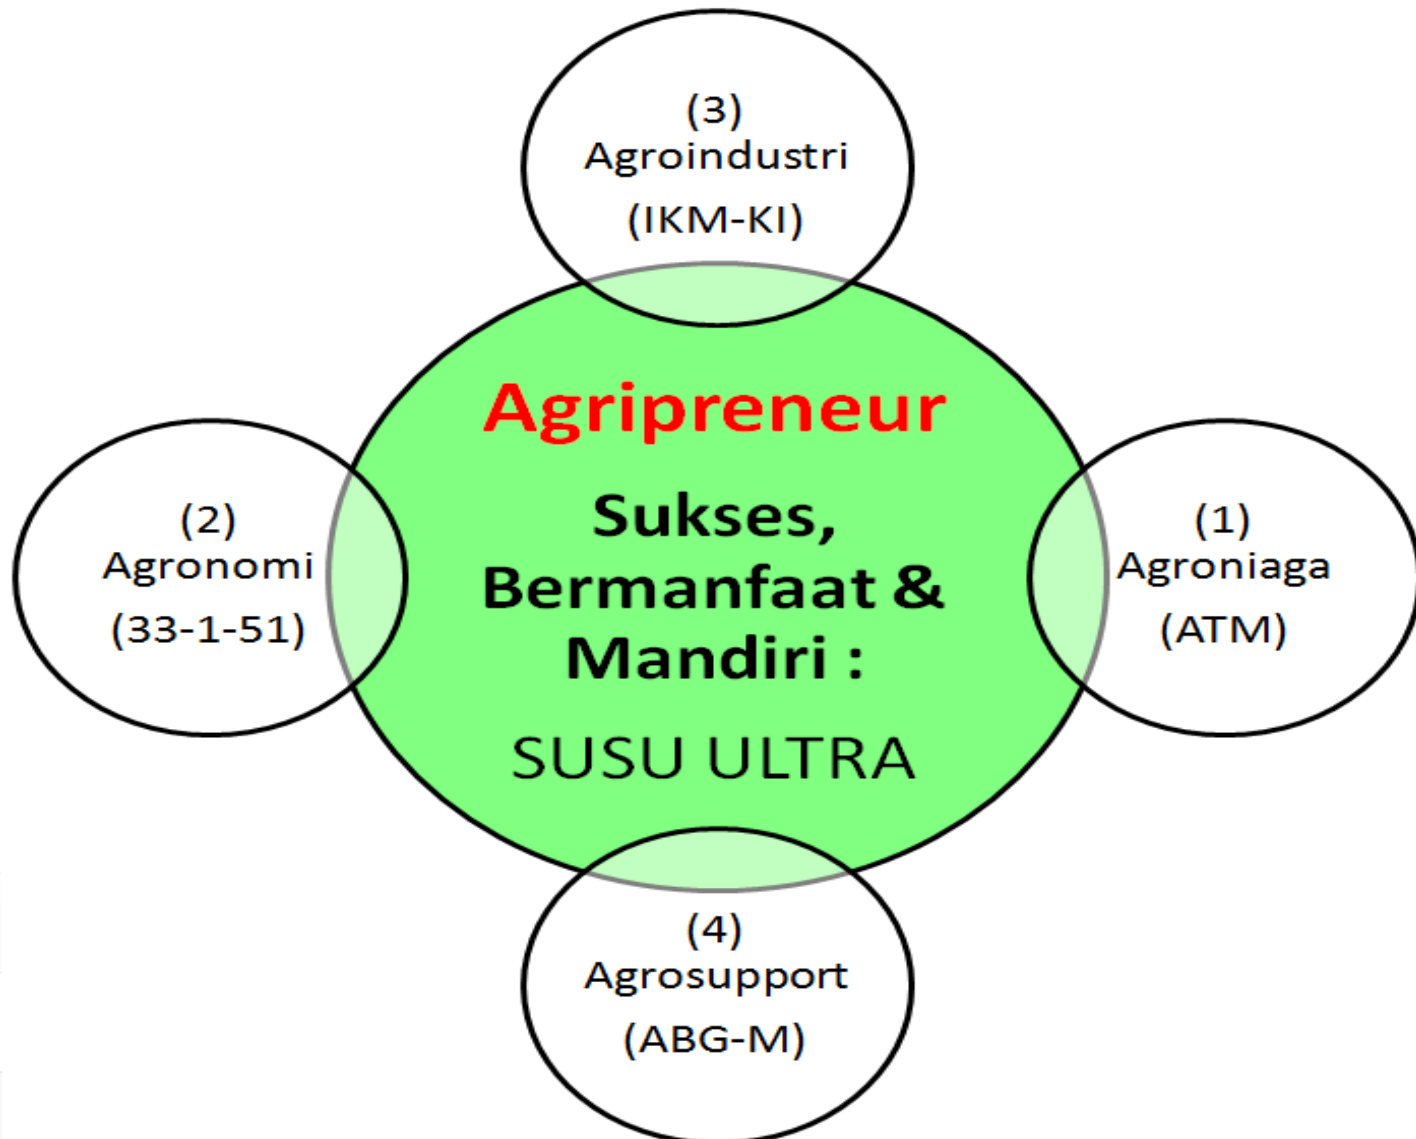 (3)
Agroindustri
(IKM-KI)
Agripreneur
Sukses,
Bermanfaat &
Mandiri :
SUSU ULTRA
(2)
Agronomi
(33-1-51)
(1)
Agroniaga
(ATM)
(4)
Agrosupport
(ABG-M)